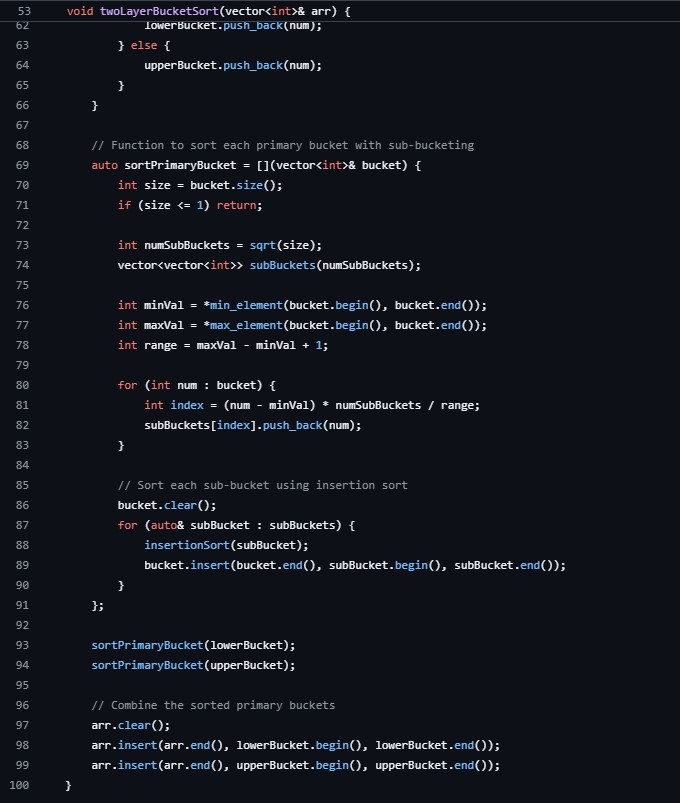 53 void twoLayerBucketSort(vector<int>& arr) {
62 lowerBucket.push_back(num);
63 } else {
64 upperBucket.push_back(num);
65 }
66 }
67
68 // Function to sort each primary bucket with sub-bucketing
69 auto sortPrimaryBucket = [](vector<int>& bucket) {
70 int size = bucket.size();
71 if (size <= 1) return;
72
73 int numSubBuckets = sqrt(size);
74 vector<vector<int>> subBuckets(numSubBuckets);
75
76 int minVal = *min_element(bucket.begin(), bucket.end());
77 int maxVal = *max_element(bucket.begin(), bucket.end());
78 int range = maxVal - minVal + 1;
79
80 for (int num : bucket) {
81 int index = (num - minVal) * numSubBuckets / range;
82 subBuckets[index].push_back(num);
83 }
84
85 // Sort each sub-bucket using insertion sort
86 bucket.clear();
87 for (auto& subBucket : subBuckets) {
88 insertionSort(subBucket);
89 bucket.insert(bucket.end(), subBucket.begin(), subBucket.end());
90 }
91 };
92
93 sortPrimaryBucket(lowerBucket);
94 sortPrimaryBucket(upperBucket);
95
96 // Combine the sorted primary buckets
97 arr.clear();
98 arr.insert(arr.end(), lowerBucket.begin(), lowerBucket.end());
99 arr.insert(arr.end(), upperBucket.begin(), upperBucket.end());
100 }